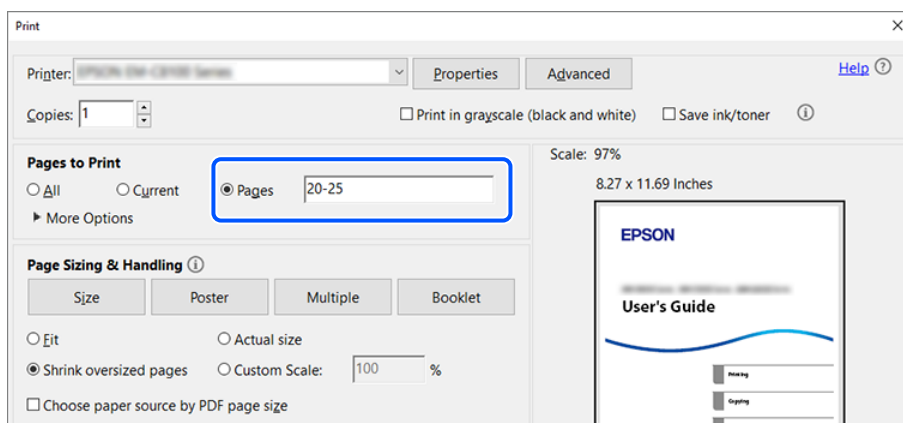 Print
Printer: Properties Advanced Help
Copies: 1 Print in grayscale (black and white) Save ink/toner
Pages to Print
All Current Pages 20-25
More Options
Scale: 97%
8.27 x 11.69 Inches
EPSON
User's Guide
Printing
Copying
Page Sizing & Handling
Size Poster Multiple Booklet
Fit Actual size
Shrink oversized pages Custom Scale: 100 %
Choose paper source by PDF page size